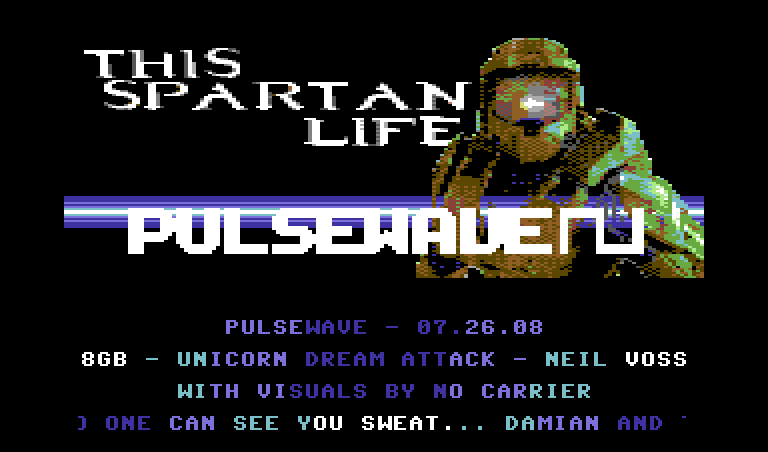 THIS
SPARTAN
LIFE
PULSEWAVE
PULSEWAVE - 07.26.08
8GB - UNICORN DREAM ATTACK - NEIL VOSS
WITH VISUALS BY NO CARRIER
ONE CAN SEE YOU SWEAT... DAMIAN AND